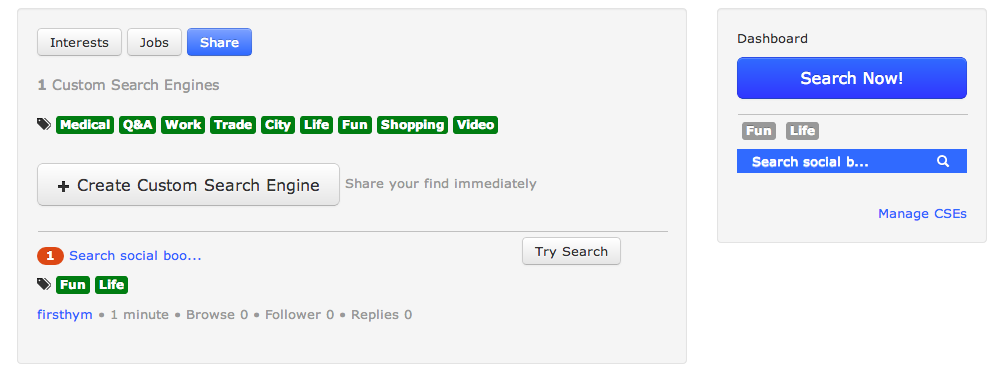 Interests Jobs Share
1 Custom Search Engines
Medical Q&A Work Trade City Life Fun Shopping Video
+ Create Custom Search Engine Share your find immediately
1 Search social boo... Try Search
Fun Life
firsthym • 1 minute • Browse 0 • Follower 0 • Replies 0
Dashboard
Search Now!
Fun Life
Search social b...
Manage CSEs